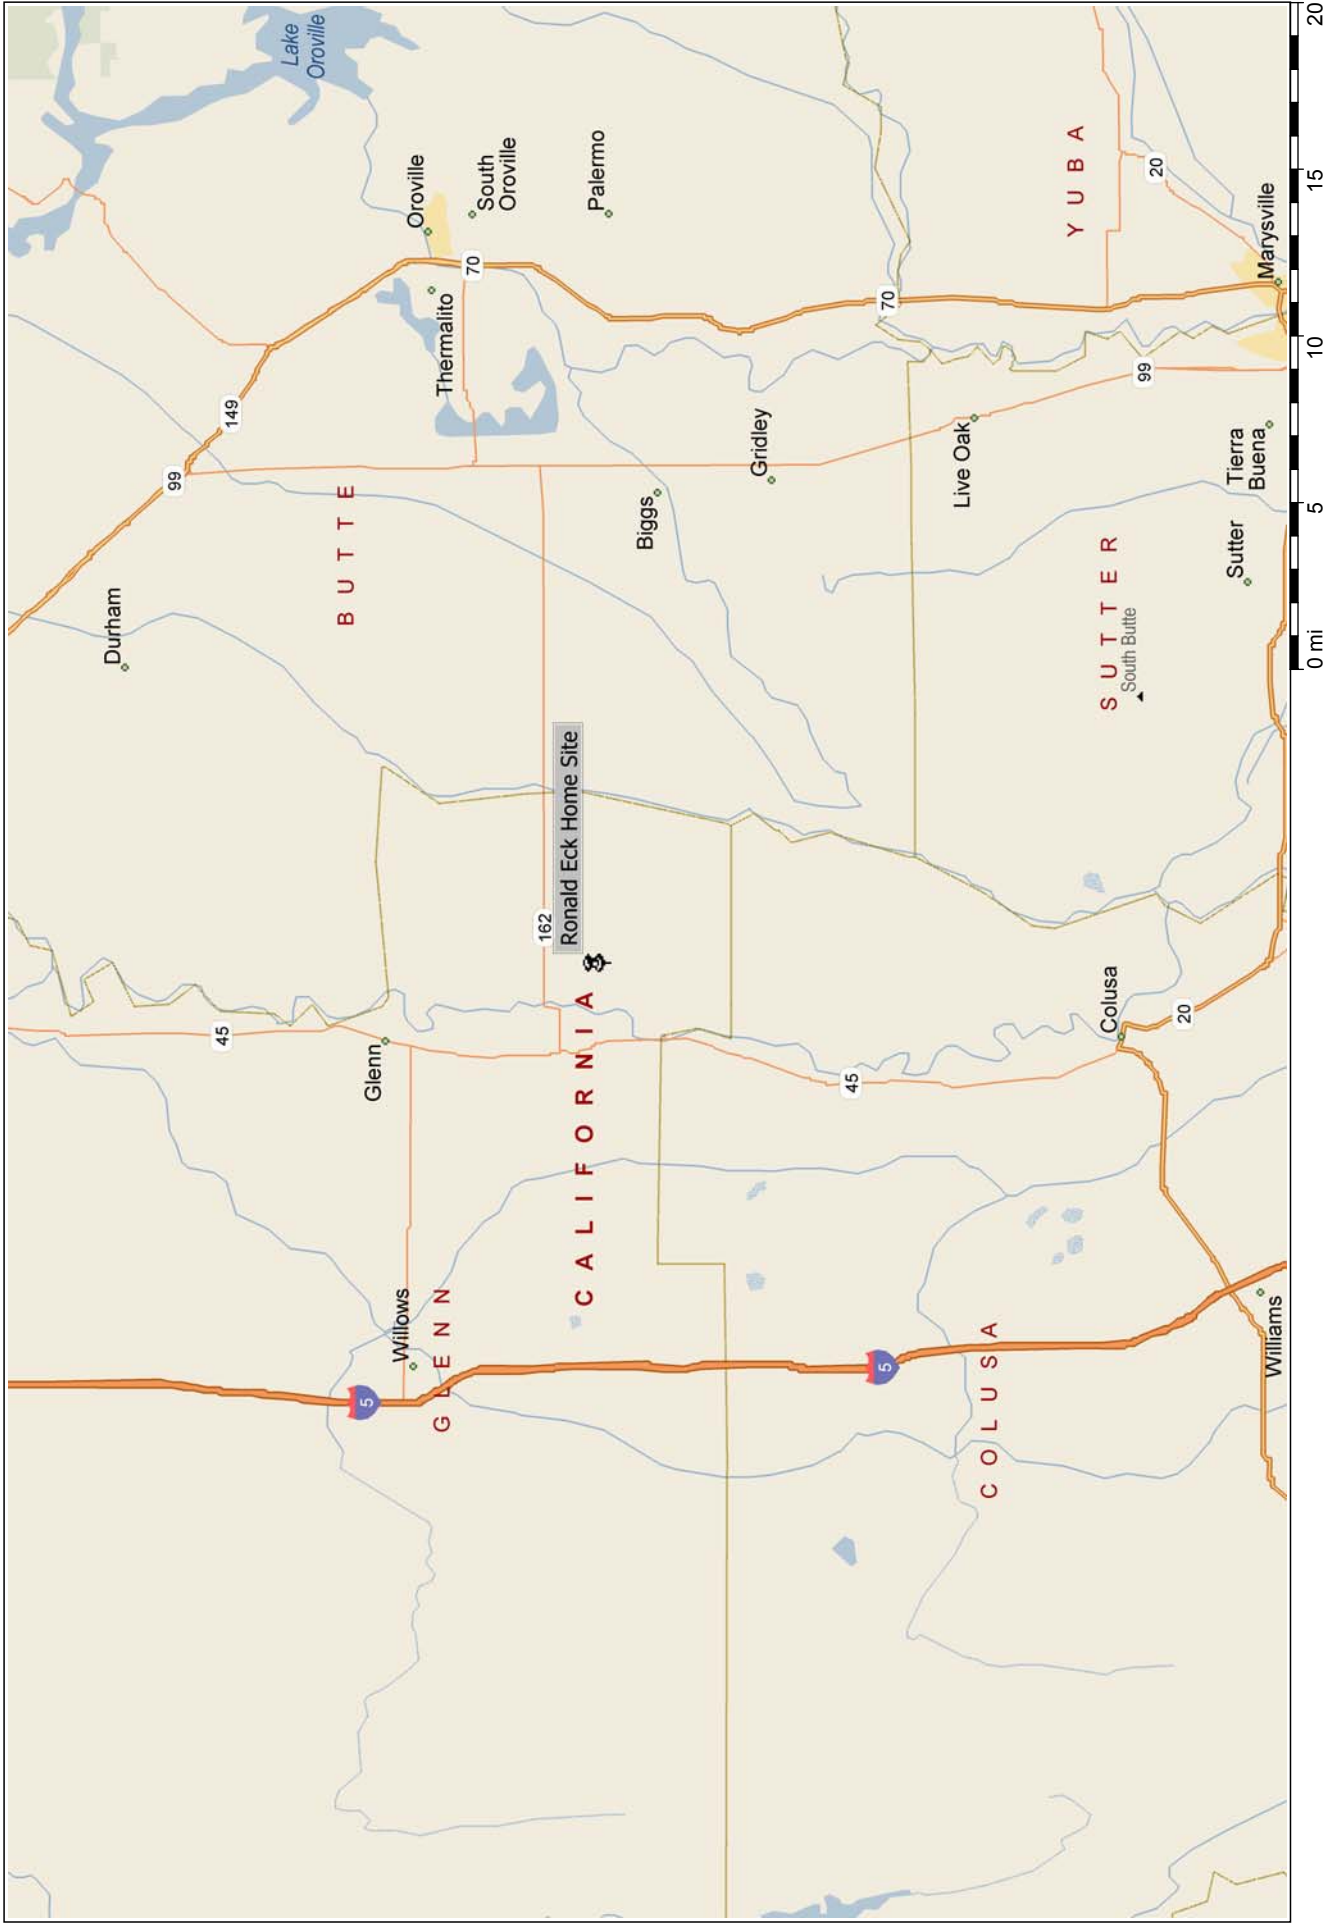 Lake
Oroville
Oroville
South
Oroville
Palermo
Thermalito
70
149
99
Durham
B U T T E
Biggs
Gridley
70
Y U B A
20
Marysville
99
Live Oak
Tierra
Buena
Sutter
S U T T E R
South Butte
Ronald Eck Home Site
162
45
Glenn
C A L I F O R N I A
45
Colusa
20
Willows
G L E N N
5
5
C O L U S A
Williams
0 mi
5
10
15
20